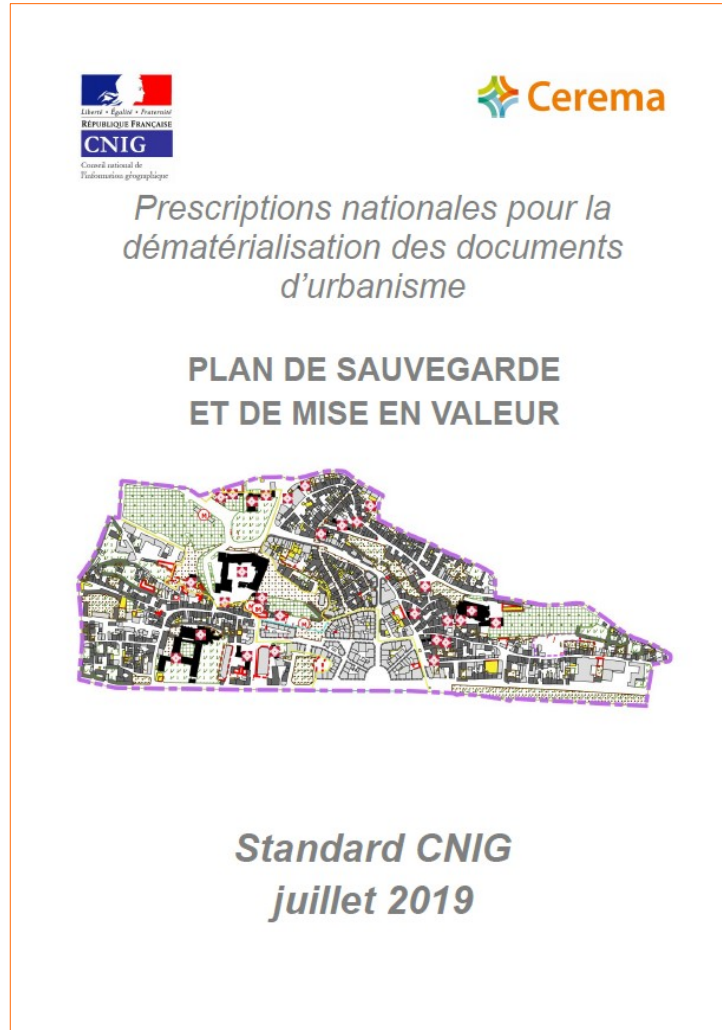 Liberté • Égalité • Fraternité
RÉPUBLIQUE FRANÇAISE
CNIG
Conseil national de
l'information géographique
Cerema
Prescriptions nationales pour la
dématérialisation des documents
d'urbanisme
PLAN DE SAUVEGARDE
ET DE MISE EN VALEUR
Standard CNIG
juillet 2019